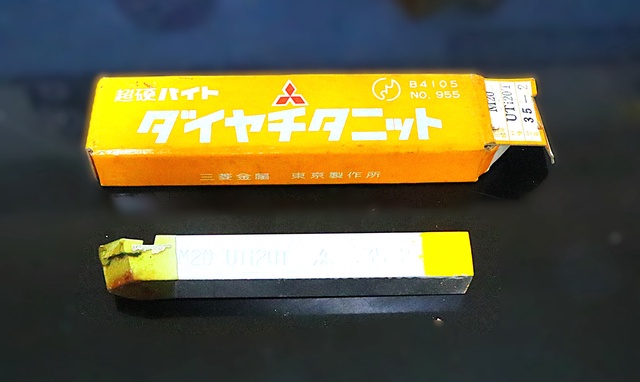 超硬バイト
B4105
NO. 955
ダイヤチタニット
三菱金属 東京製作所
M20
UTi20T
35-2
M20 UTi20T